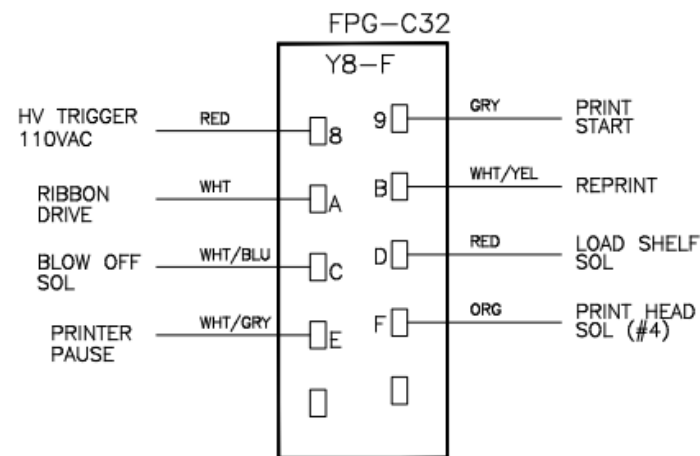 FPG-C32
Y8-F
HV TRIGGER
110VAC
RED
8
9
GRY
PRINT
START
RIBBON
DRIVE
WHT
A
B
WHT/YEL
REPRINT
BLOW OFF
SOL
WHT/BLU
C
D
RED
LOAD SHELF
SOL
PRINTER
PAUSE
WHT/GRY
E
F
ORG
PRINT HEAD
SOL (#4)